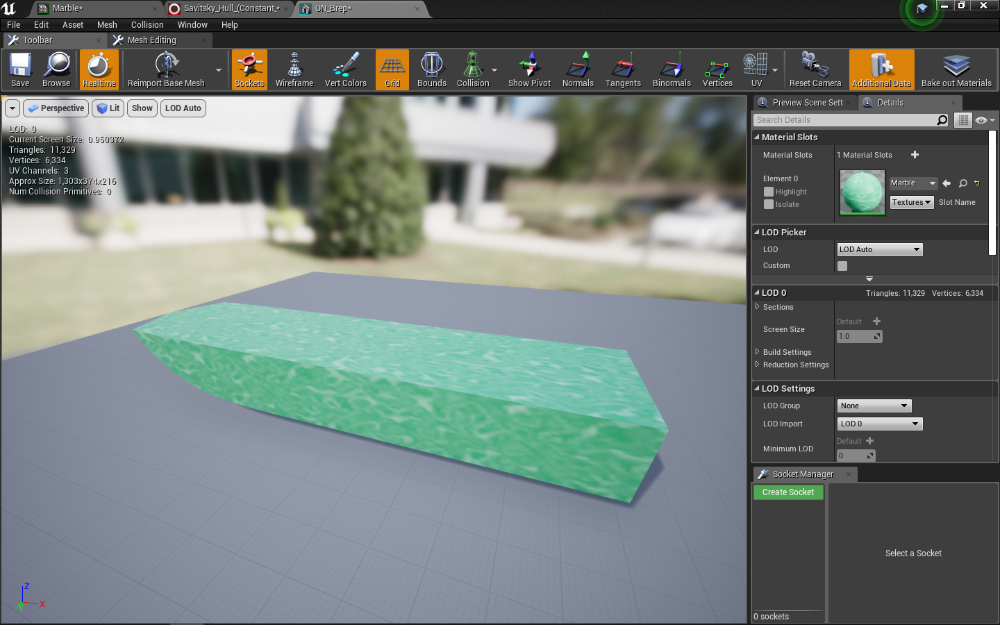 Marble*
Savitsky_Hull_(Constant_*
ON_Brep*
File Edit Asset Mesh Collision Window Help
Toolbar
Mesh Editing
Save Browse Realtime Reimport Base Mesh Sockets Wireframe Vert Colors Grid Bounds Collision Show Pivot Normals Tangents Binormals Vertices UV Reset Camera Additional Data Bake out Materials
Perspective Lit Show LOD Auto
LOD: 0
Current Screen Size: 0.950372
Triangles: 11,329
Vertices: 6,334
UV Channels: 3
Approx Size: 1,303x374x216
Num Collision Primitives: 0
Z
X
Y
Preview Scene Sett
Details
Search Details
Material Slots
Material Slots 1 Material Slots
Element 0
Highlight
Isolate
Marble
Textures Slot Name
LOD Picker
LOD LOD Auto
Custom
LOD 0 Triangles: 11,329 Vertices: 6,334
Sections
Default
Screen Size
1.0
Build Settings
Reduction Settings
LOD Settings
LOD Group None
LOD Import LOD 0
Default
Minimum LOD
0
Socket Manager
Create Socket
Select a Socket
0 sockets